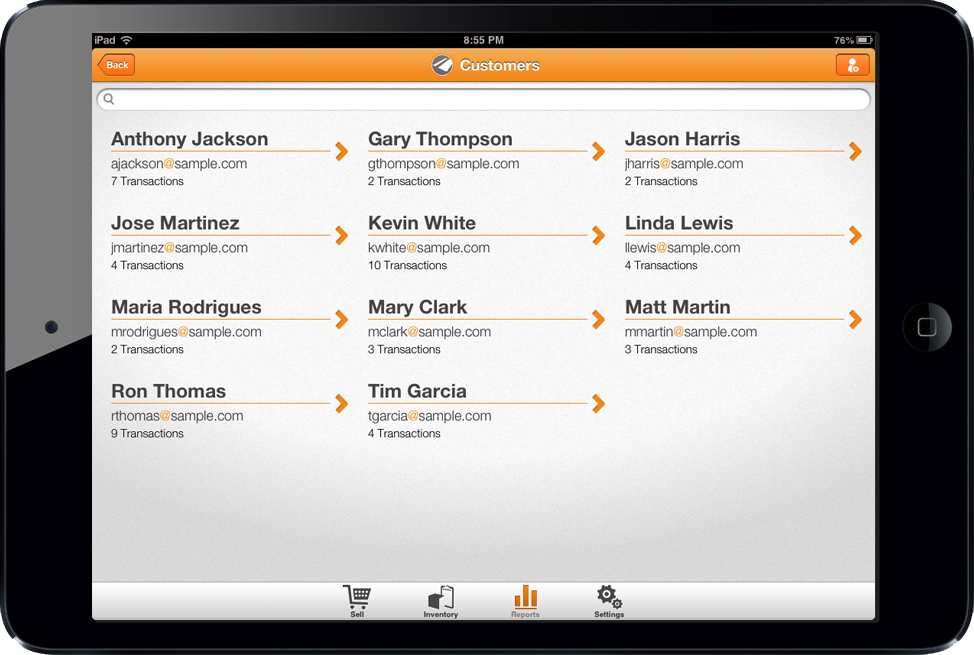 iPad 8:55 PM 76%
Back Customers
Anthony Jackson
ajackson@sample.com
7 Transactions
Gary Thompson
gthompson@sample.com
2 Transactions
Jason Harris
jharris@sample.com
2 Transactions
Jose Martinez
jmartinez@sample.com
4 Transactions
Kevin White
kwhite@sample.com
10 Transactions
Linda Lewis
llewis@sample.com
4 Transactions
Maria Rodrigues
mrodrigues@sample.com
2 Transactions
Mary Clark
mclark@sample.com
3 Transactions
Matt Martin
mmartin@sample.com
3 Transactions
Ron Thomas
rthomas@sample.com
9 Transactions
Tim Garcia
tgarcia@sample.com
4 Transactions
Sell Inventory Reports Settings